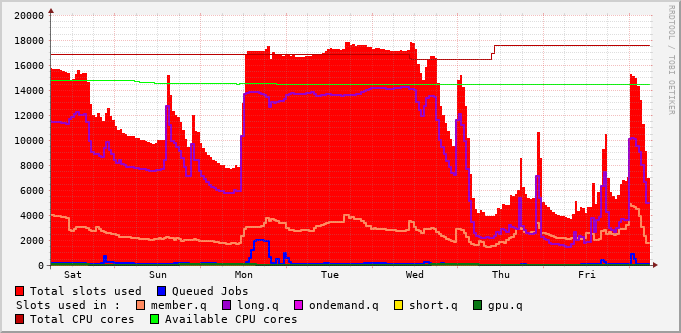 20000
18000
16000
14000
12000
10000
8000
6000
4000
2000
0
Sat Sun Mon Tue Wed Thu Fri
RRDTOOL / TOBI OETIKER
Total slots used Queued Jobs
Slots used in : member.q long.q ondemand.q short.q gpu.q
Total CPU cores Available CPU cores